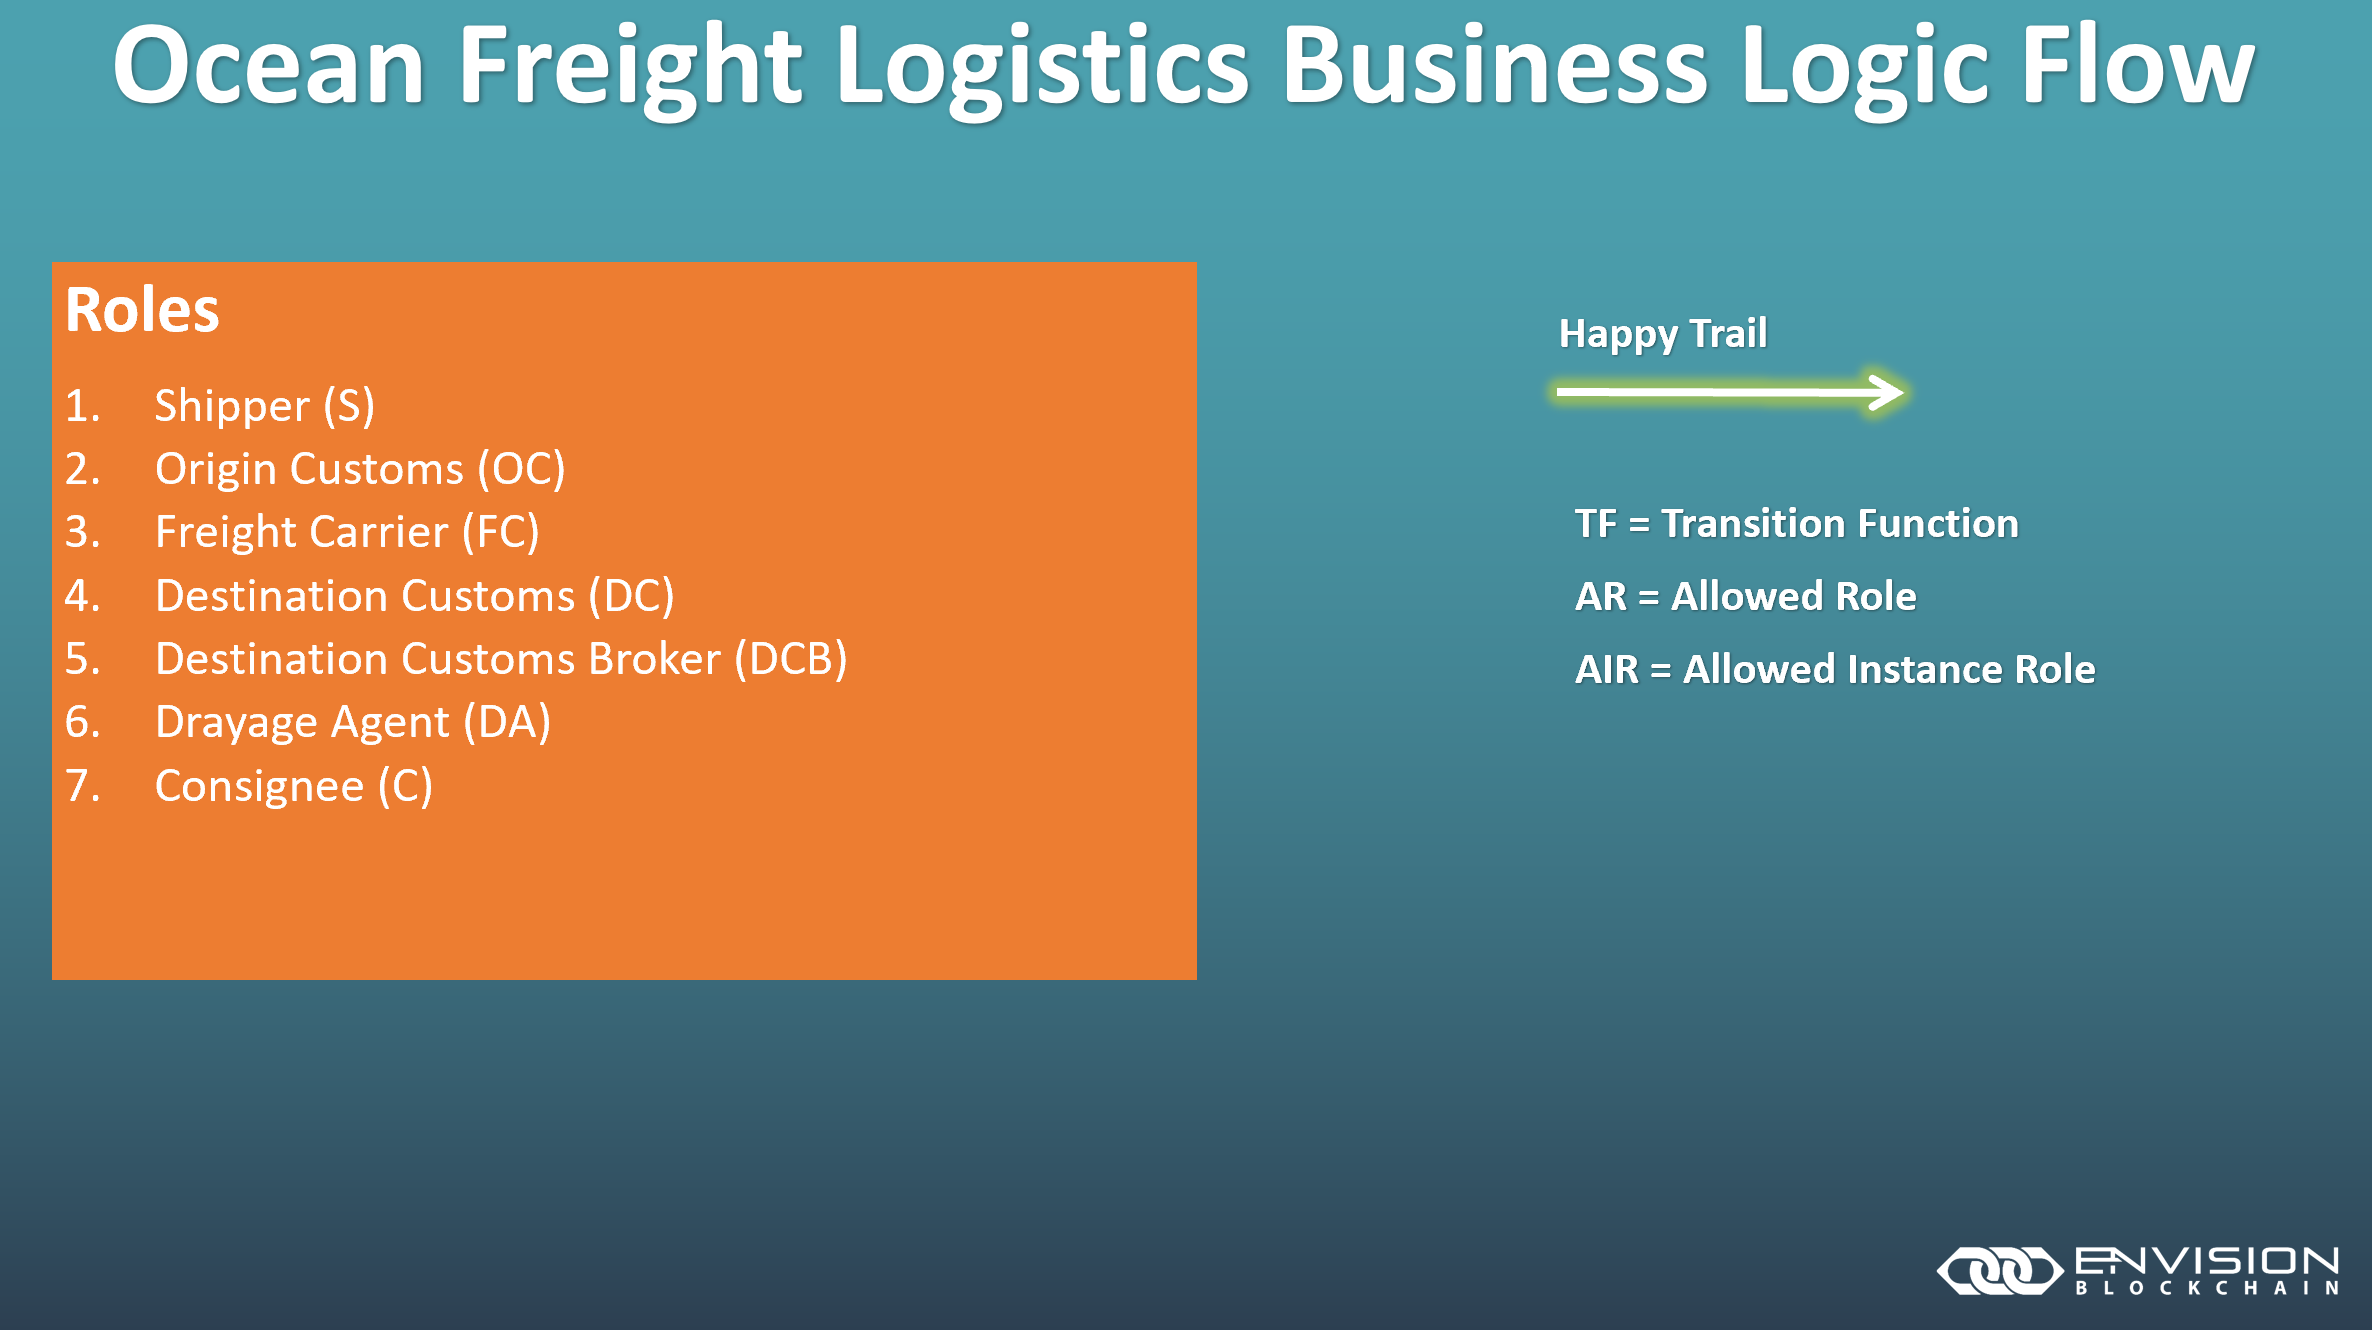 Ocean Freight Logistics Business Logic Flow
Roles
1. Shipper (S)
2. Origin Customs (OC)
3. Freight Carrier (FC)
4. Destination Customs (DC)
5. Destination Customs Broker (DCB)
6. Drayage Agent (DA)
7. Consignee (C)
Happy Trail
TF = Transition Function
AR = Allowed Role
AIR = Allowed Instance Role
ENVISION
BLOCKCHAIN